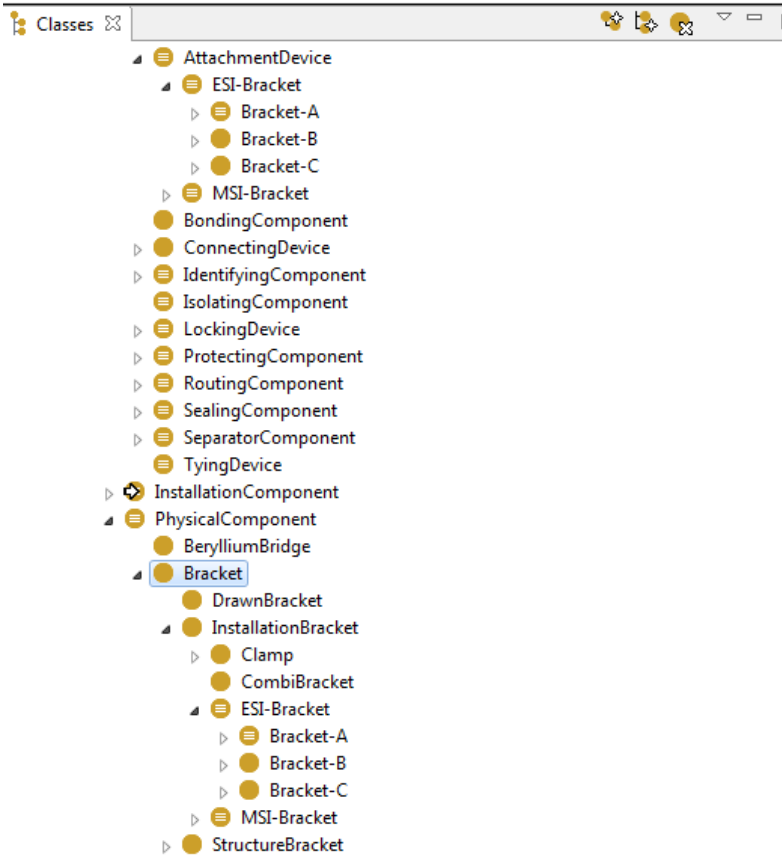 Classes
AttachmentDevice
ESI-Bracket
Bracket-A
Bracket-B
Bracket-C
MSI-Bracket
BondingComponent
ConnectingDevice
IdentifyingComponent
IsolatingComponent
LockingDevice
ProtectingComponent
RoutingComponent
SealingComponent
SeparatorComponent
TyingDevice
InstallationComponent
PhysicalComponent
BerylliumBridge
Bracket
DrawnBracket
InstallationBracket
Clamp
CombiBracket
ESI-Bracket
Bracket-A
Bracket-B
Bracket-C
MSI-Bracket
StructureBracket